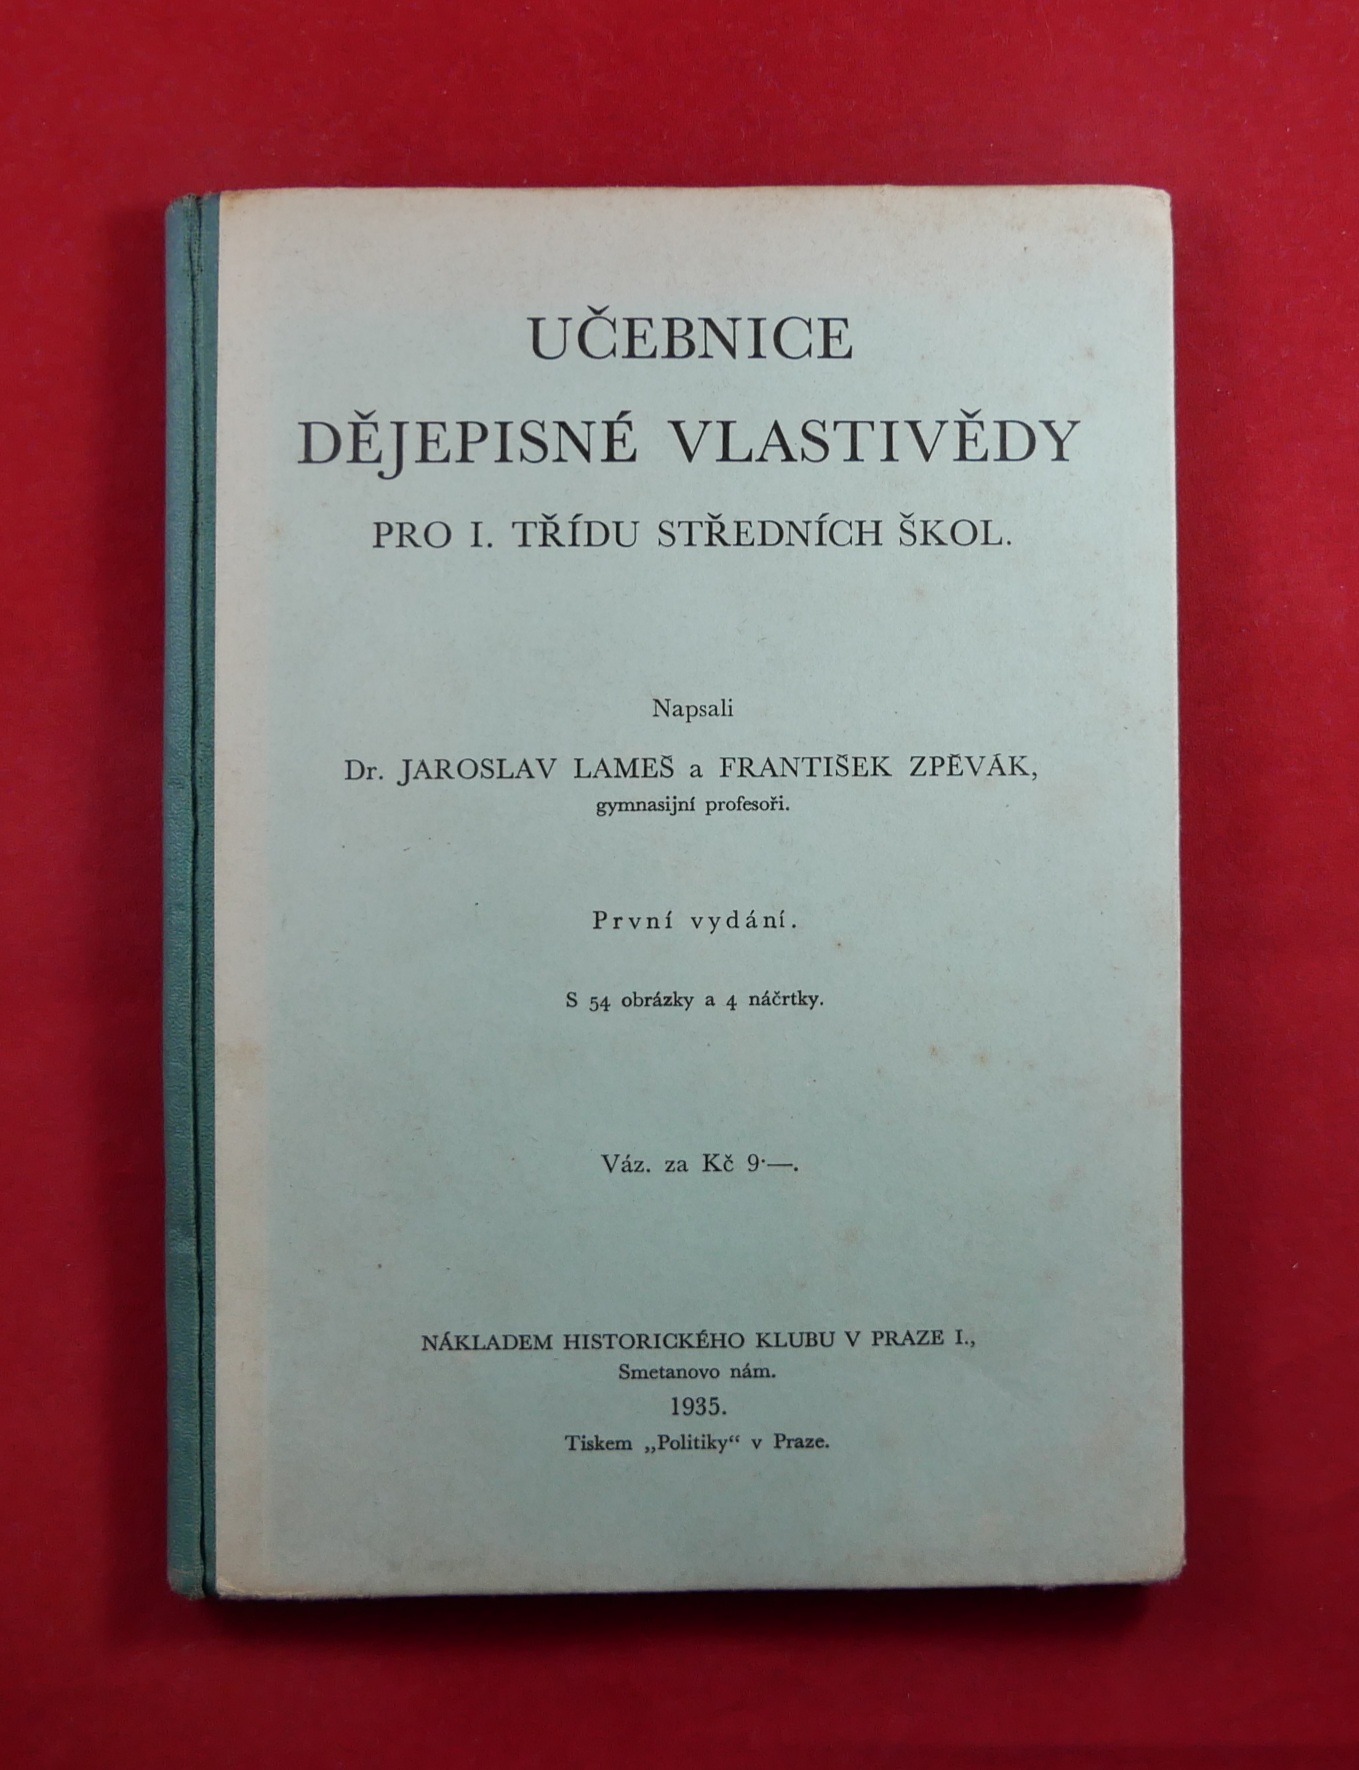 UČEBNICE
DĚJEPISNÉ VLASTIVĚDY
PRO I. TŘÍDU STŘEDNÍCH ŠKOL.
Napsali
Dr. JAROSLAV LAMEŠ a FRANTIŠEK ZPĚVÁK,
gymnasijní profesoři.
První vydání.
S 54 obrázky a 4 náčrtky.
Váz. za Kč 9·—.
NÁKLADEM HISTORICKÉHO KLUBU V PRAZE I.,
Smetanovo nám.
1935.
Tiskem „Politiky“ v Praze.